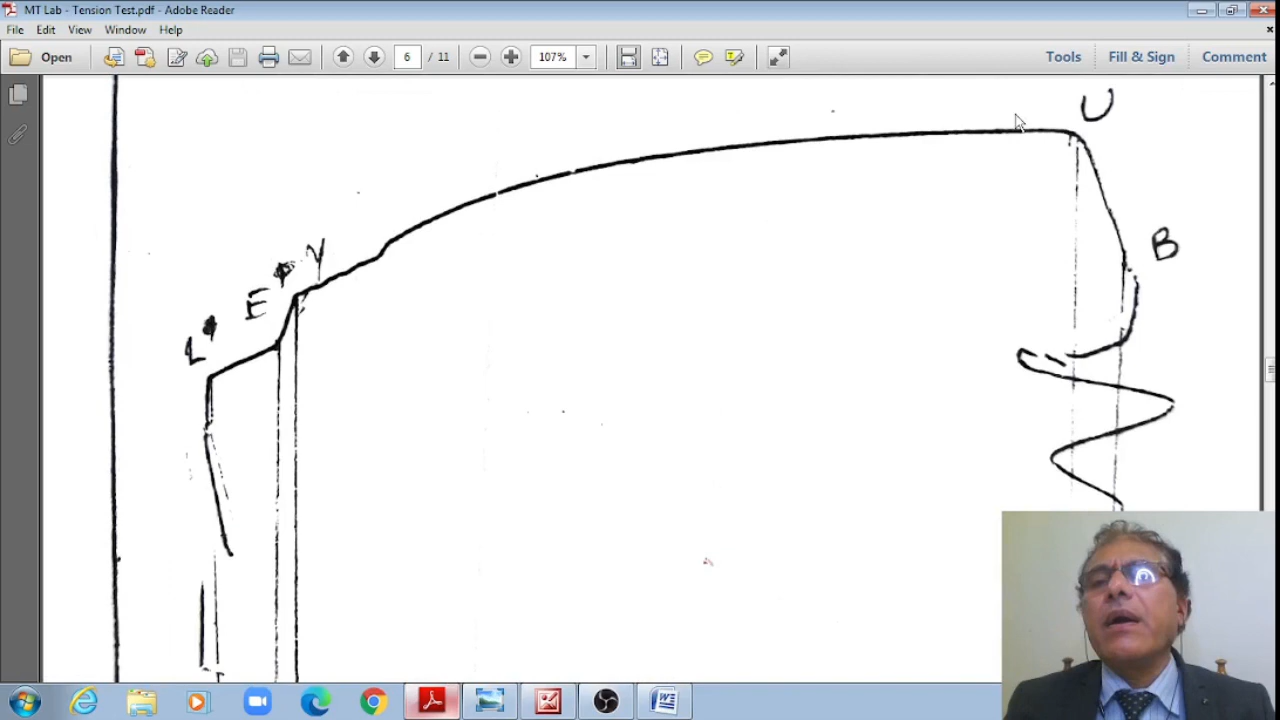 MT Lab - Tension Test.pdf - Adobe Reader
File Edit View Window Help
Open 6 / 11 107% Tools Fill & Sign Comment
U
B
Y
E
L